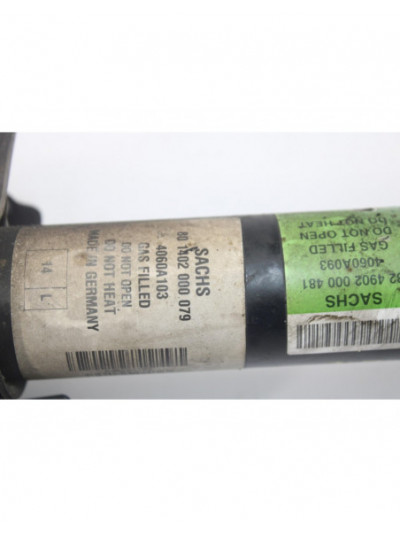 SACHS
80 1402 000 079
4060A103
GAS FILLED
DO NOT OPEN
DO NOT HEAT
MADE IN GERMANY
14
L
SACHS
32 4902 000 481
4060A093
GAS FILLED
DO NOT OPEN
DO NOT HEAT